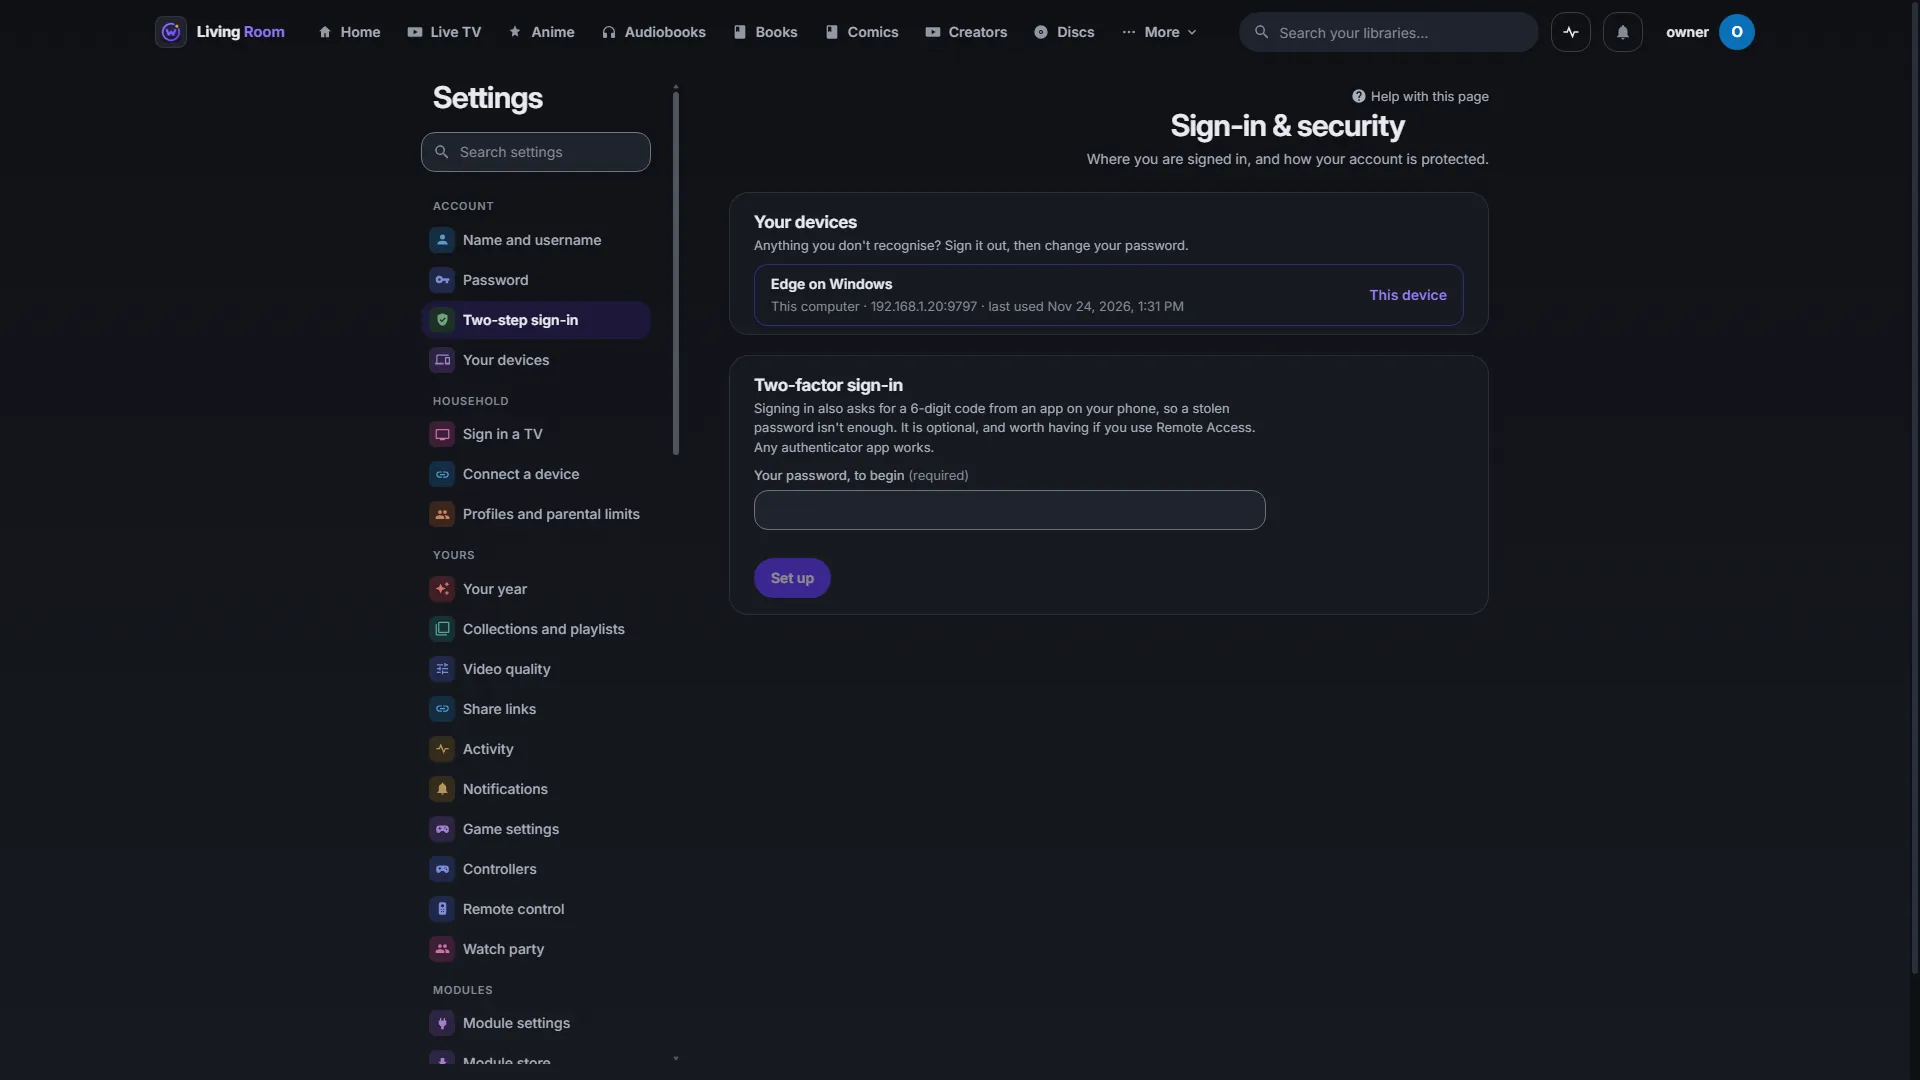 Living Room
Home
Live TV
Anime
Audiobooks
Books
Comics
Creators
Discs
More
Search your libraries...
owner
O
Settings
Search settings
ACCOUNT
Name and username
Password
Two-step sign-in
Your devices
HOUSEHOLD
Sign in a TV
Connect a device
Profiles and parental limits
YOURS
Your year
Collections and playlists
Video quality
Share links
Activity
Notifications
Game settings
Controllers
Remote control
Watch party
MODULES
Module settings
Module store
Help with this page
Sign-in & security
Where you are signed in, and how your account is protected.
Your devices
Anything you don't recognise? Sign it out, then change your password.
Edge on Windows
This computer · 192.168.1.20:9797 · last used Nov 24, 2026, 1:31 PM
This device
Two-factor sign-in
Signing in also asks for a 6-digit code from an app on your phone, so a stolen
password isn't enough. It is optional, and worth having if you use Remote Access.
Any authenticator app works.
Your password, to begin (required)
Set up